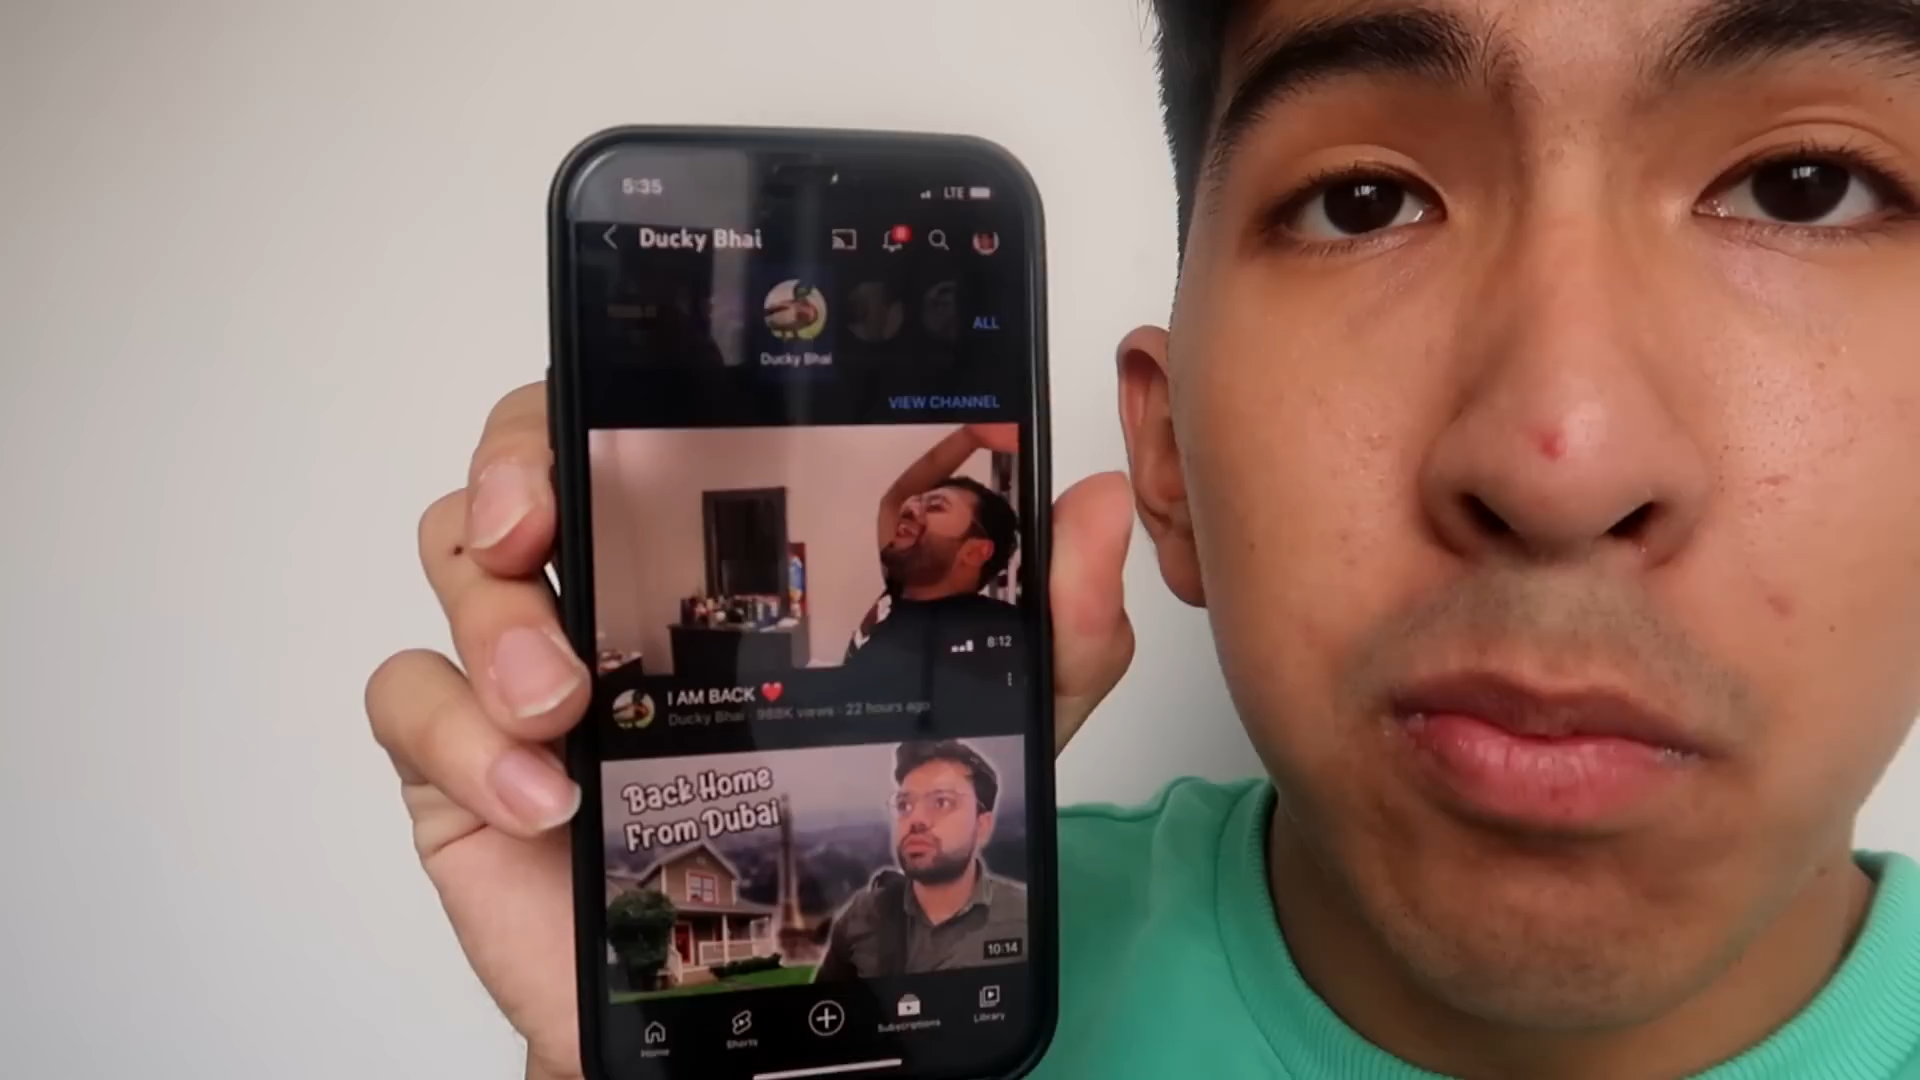 5:35
LTE
Ducky Bhai
ALL
Ducky Bhai
VIEW CHANNEL
8:12
I AM BACK ❤️
Ducky Bhai · 988K views · 22 hours ago
Back Home
From Dubai
10:14
Home
Shorts
Subscriptions
Library